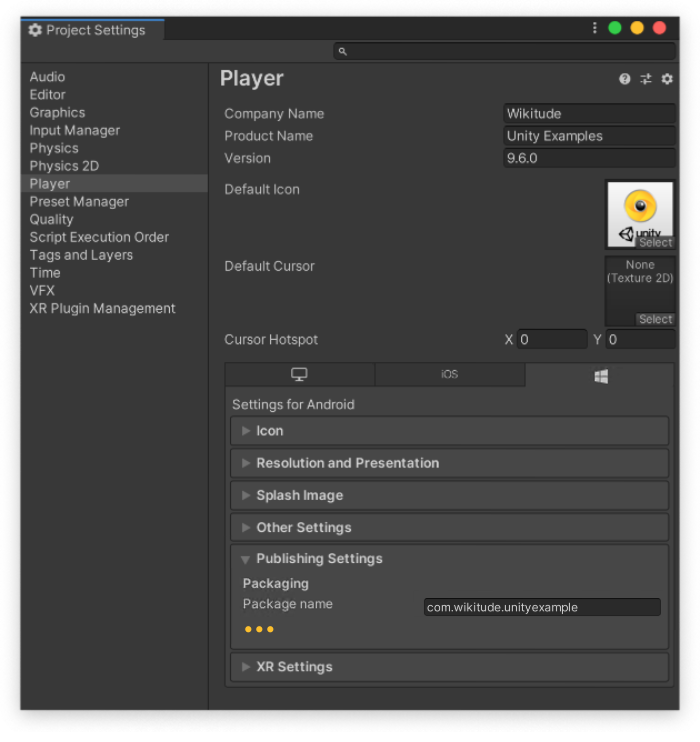 Project Settings
Audio
Editor
Graphics
Input Manager
Physics
Physics 2D
Player
Preset Manager
Quality
Script Execution Order
Tags and Layers
Time
VFX
XR Plugin Management
Player
Company Name Wikitude
Product Name Unity Examples
Version 9.6.0
Default Icon
unity
Select
Default Cursor None
(Texture 2D)
Select
Cursor Hotspot X 0 Y 0
iOS
Settings for Android
Icon
Resolution and Presentation
Splash Image
Other Settings
Publishing Settings
Packaging
Package name com.wikitude.unityexample
XR Settings